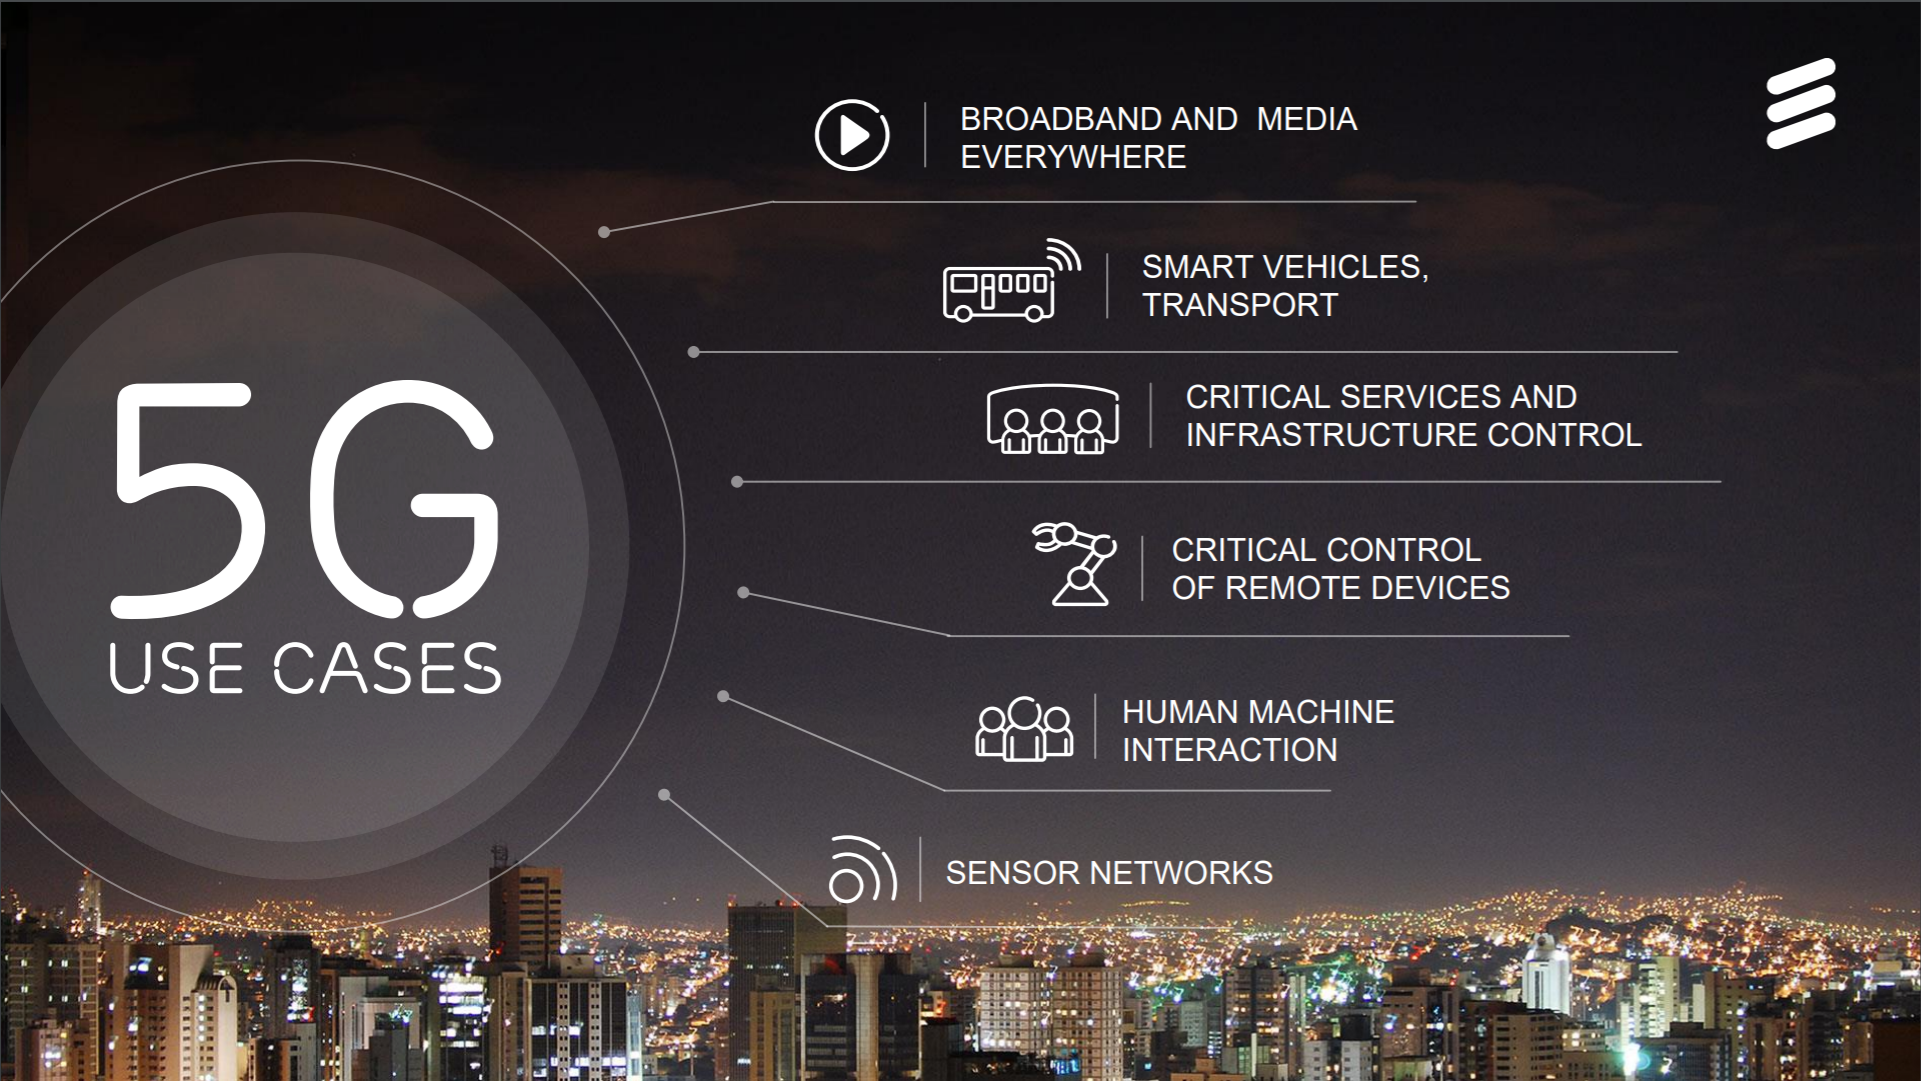 5G
USE CASES
BROADBAND AND  MEDIA
EVERYWHERE
SMART VEHICLES,
TRANSPORT
CRITICAL SERVICES AND
INFRASTRUCTURE CONTROL
CRITICAL CONTROL
OF REMOTE DEVICES
HUMAN MACHINE
INTERACTION
SENSOR NETWORKS